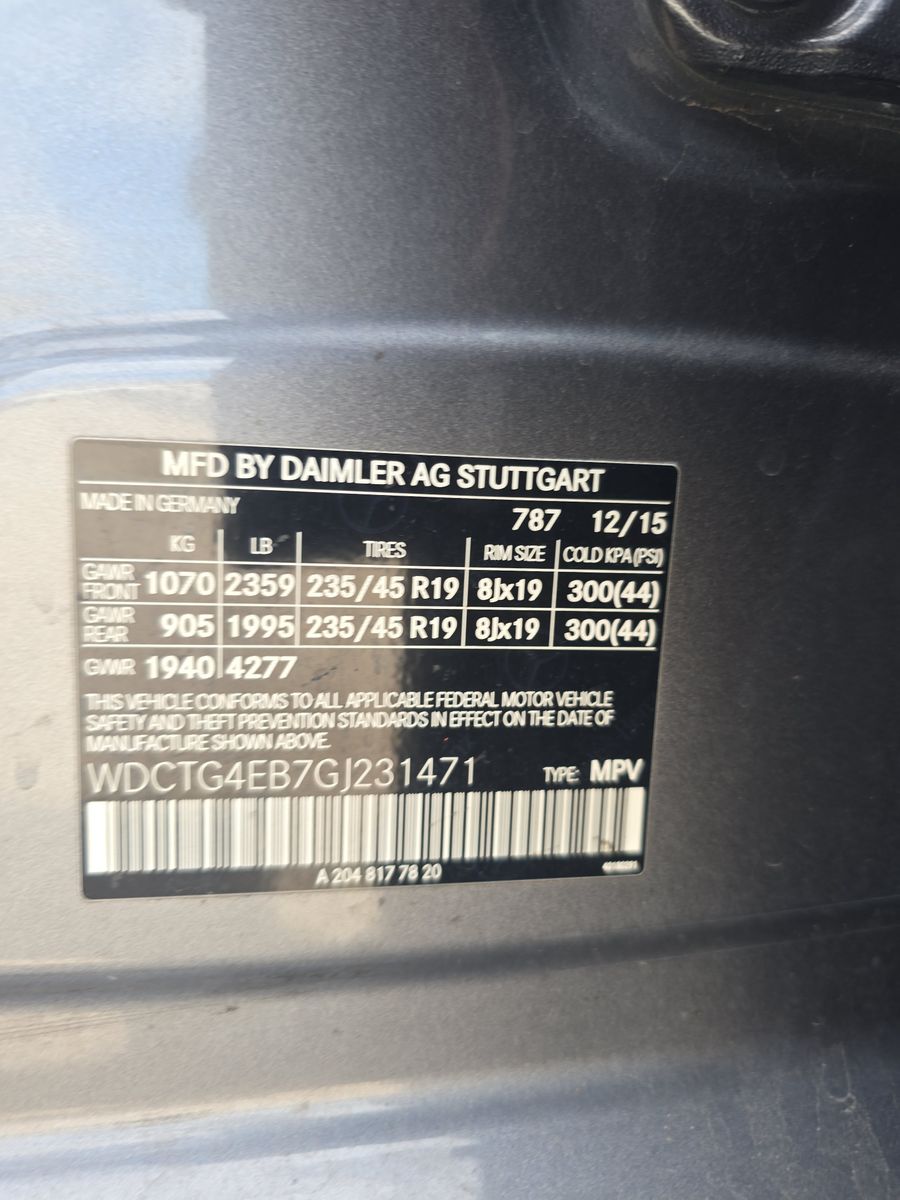 MFD BY DAIMLER AG STUTTGART
MADE IN GERMANY
787 12/15
KG LB TIRES RIM SIZE COLD KPA (PSI)
GAWR FRONT 1070 2359 235/45 R19 8Jx19 300(44)
GAWR REAR 905 1995 235/45 R19 8Jx19 300(44)
GVWR 1940 4277
THIS VEHICLE CONFORMS TO ALL APPLICABLE FEDERAL MOTOR VEHICLE
SAFETY AND THEFT PREVENTION STANDARDS IN EFFECT ON THE DATE OF
MANUFACTURE SHOWN ABOVE.
WDCTG4EB7GJ231471 TYPE: MPV
A 204 817 78 20